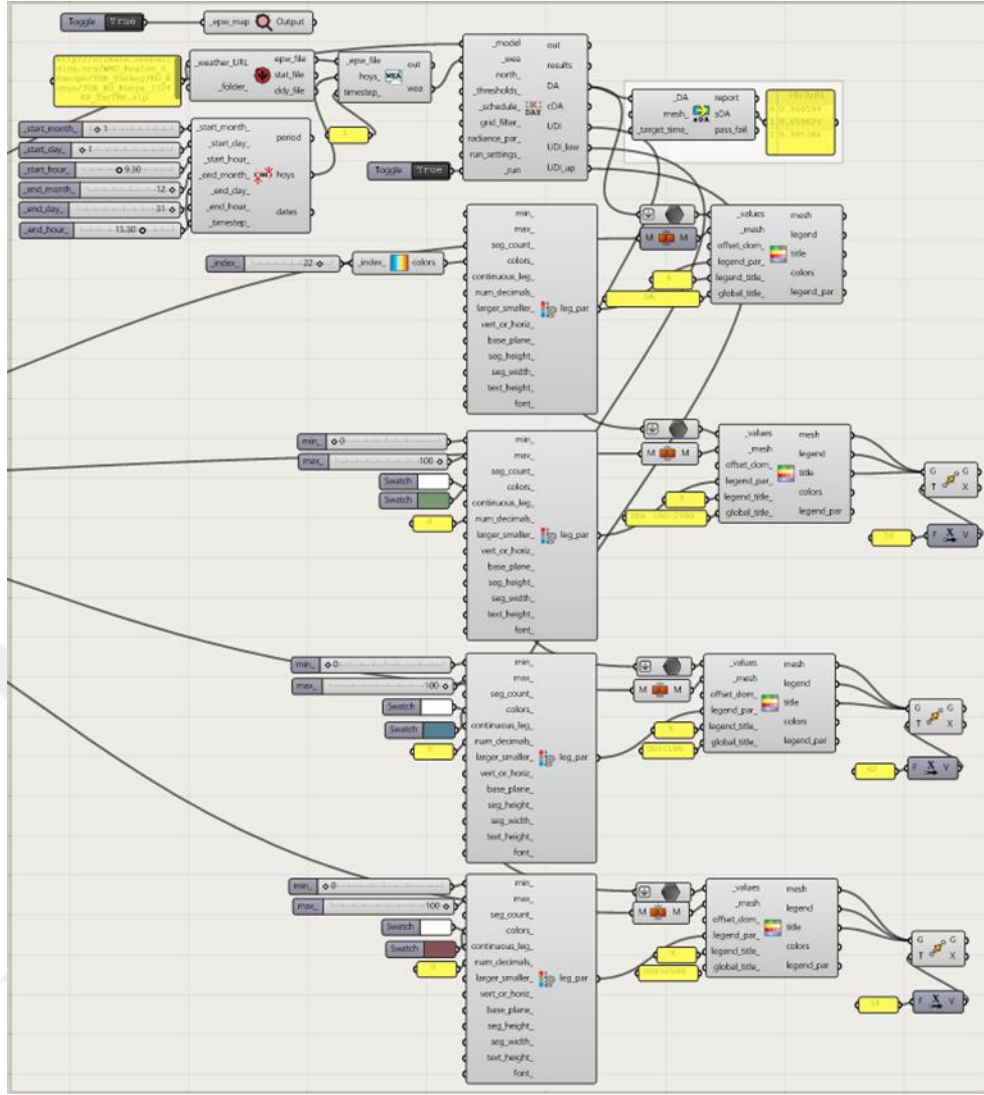 Toggle True
_epw_map Output
_weather_URL
_folder_
epw_file
stat_file
ddy_file
_epw_file
hoys_
timestep_
out
wea
_model
_wea
north_
_thresholds_
_schedule_
grid_filter_
radiance_par_
run_settings_
_run
out
results
DA
cDA
UDI
UDI_low
UDI_up
_DA
mesh_
_target_time_
report
sDA
pass_fail
_start_month_ 1
_start_day_ 1
_start_hour_ 9.30
_end_month_ 12
_end_day_ 31
_end_hour_ 15.30
_start_month_
_start_day_
_start_hour_
_end_month_
_end_day_
_end_hour_
_timestep_
period
hoys
dates
Toggle True
_index_ 22
_index_ colors
min_
max_
seg_count_
colors_
continuous_leg_
num_decimals_
larger_smaller_
vert_or_horiz_
base_plane_
seg_height_
seg_width_
text_height_
font_
leg_par
M M
_values
_mesh
offset_dom_
legend_par_
legend_title_
global_title_
mesh
legend
title
colors
legend_par
min_ 0
max_ 100
Swatch
Swatch
min_
max_
seg_count_
colors_
continuous_leg_
num_decimals_
larger_smaller_
vert_or_horiz_
base_plane_
seg_height_
seg_width_
text_height_
font_
leg_par
M M
_values
_mesh
offset_dom_
legend_par_
legend_title_
global_title_
mesh
legend
title
colors
legend_par
G G
T X
F X V
min_ 0
max_ 100
Swatch
Swatch
min_
max_
seg_count_
colors_
continuous_leg_
num_decimals_
larger_smaller_
vert_or_horiz_
base_plane_
seg_height_
seg_width_
text_height_
font_
leg_par
M M
_values
_mesh
offset_dom_
legend_par_
legend_title_
global_title_
mesh
legend
title
colors
legend_par
G G
T X
F X V
min_ 0
max_ 100
Swatch
Swatch
min_
max_
seg_count_
colors_
continuous_leg_
num_decimals_
larger_smaller_
vert_or_horiz_
base_plane_
seg_height_
seg_width_
text_height_
font_
leg_par
M M
_values
_mesh
offset_dom_
legend_par_
legend_title_
global_title_
mesh
legend
title
colors
legend_par
G G
T X
F X V